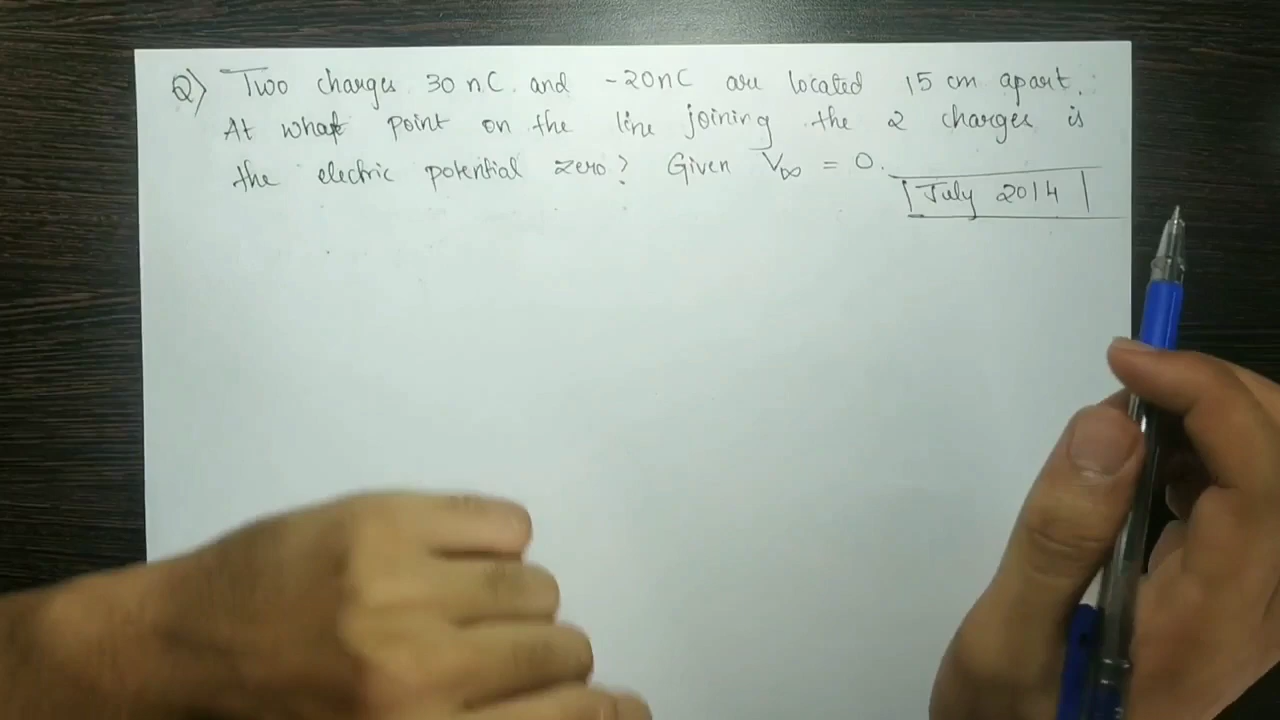 Q) Two charges 30 nC and -20nC are located 15 cm apart.
At what point on the line joining the 2 charges is
the electric potential zero? Given V∞ = 0.
July 2014